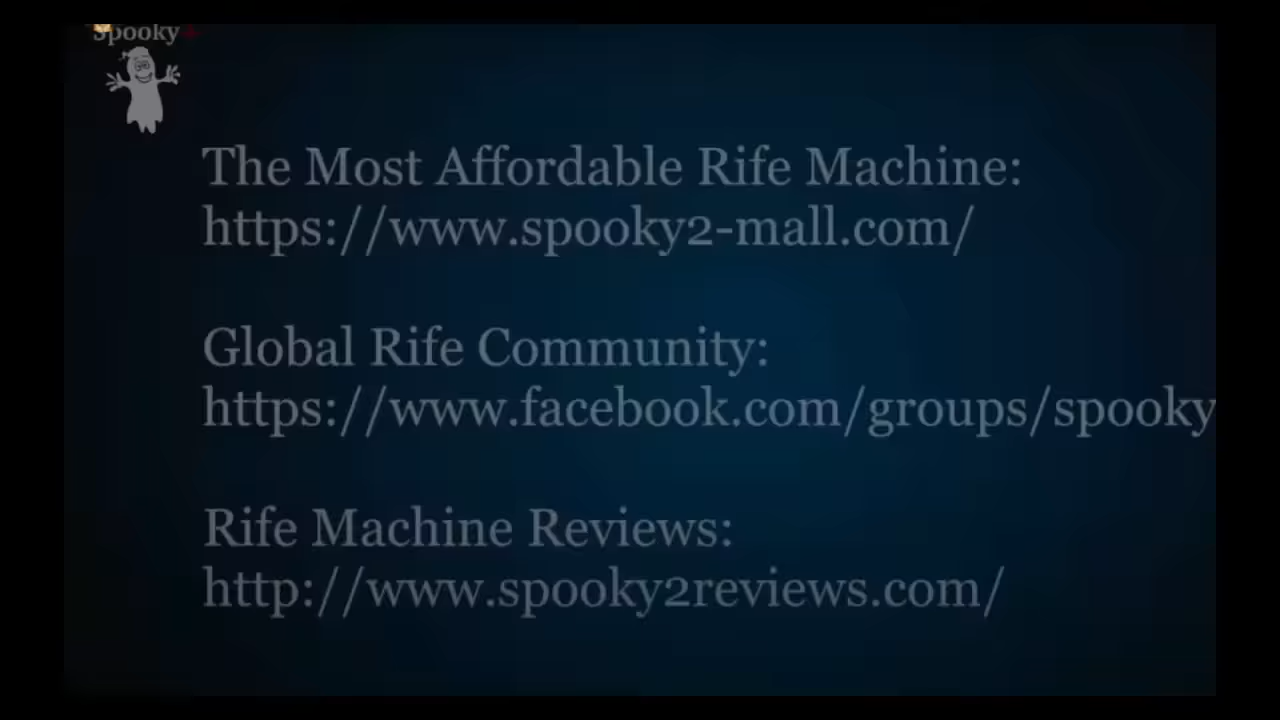 Spooky
The Most Affordable Rife Machine:
https://www.spooky2-mall.com/
Global Rife Community:
https://www.facebook.com/groups/spooky
Rife Machine Reviews:
http://www.spooky2reviews.com/